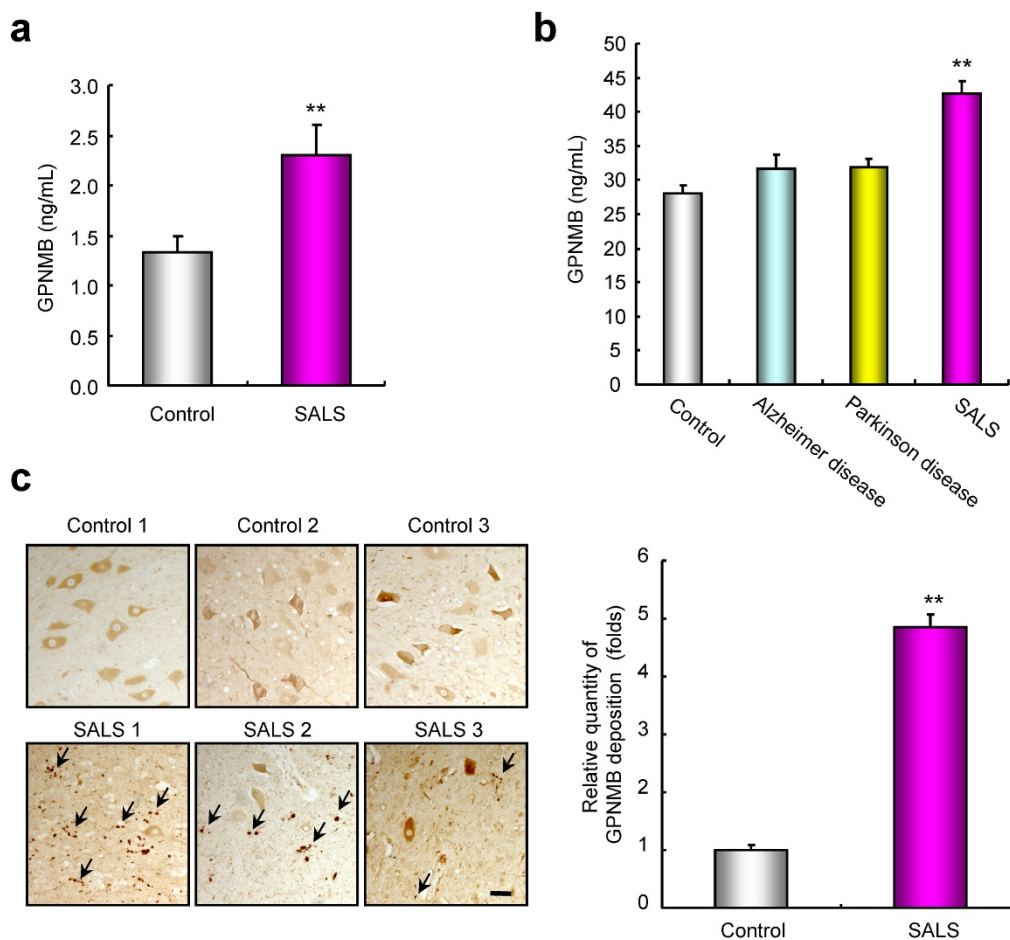 a
GPNMB (ng/mL)
3.0
2.5
2.0
1.5
1.0
0.5
0.0
**
Control
SALS
b
GPNMB (ng/mL)
50
45
40
35
30
25
20
15
10
5
0
**
Control
Alzheimer disease
Parkinson disease
SALS
c
Control 1
Control 2
Control 3
SALS 1
SALS 2
SALS 3
Relative quantity of
GPNMB deposition (folds)
6
5
4
3
2
1
0
**
Control
SALS